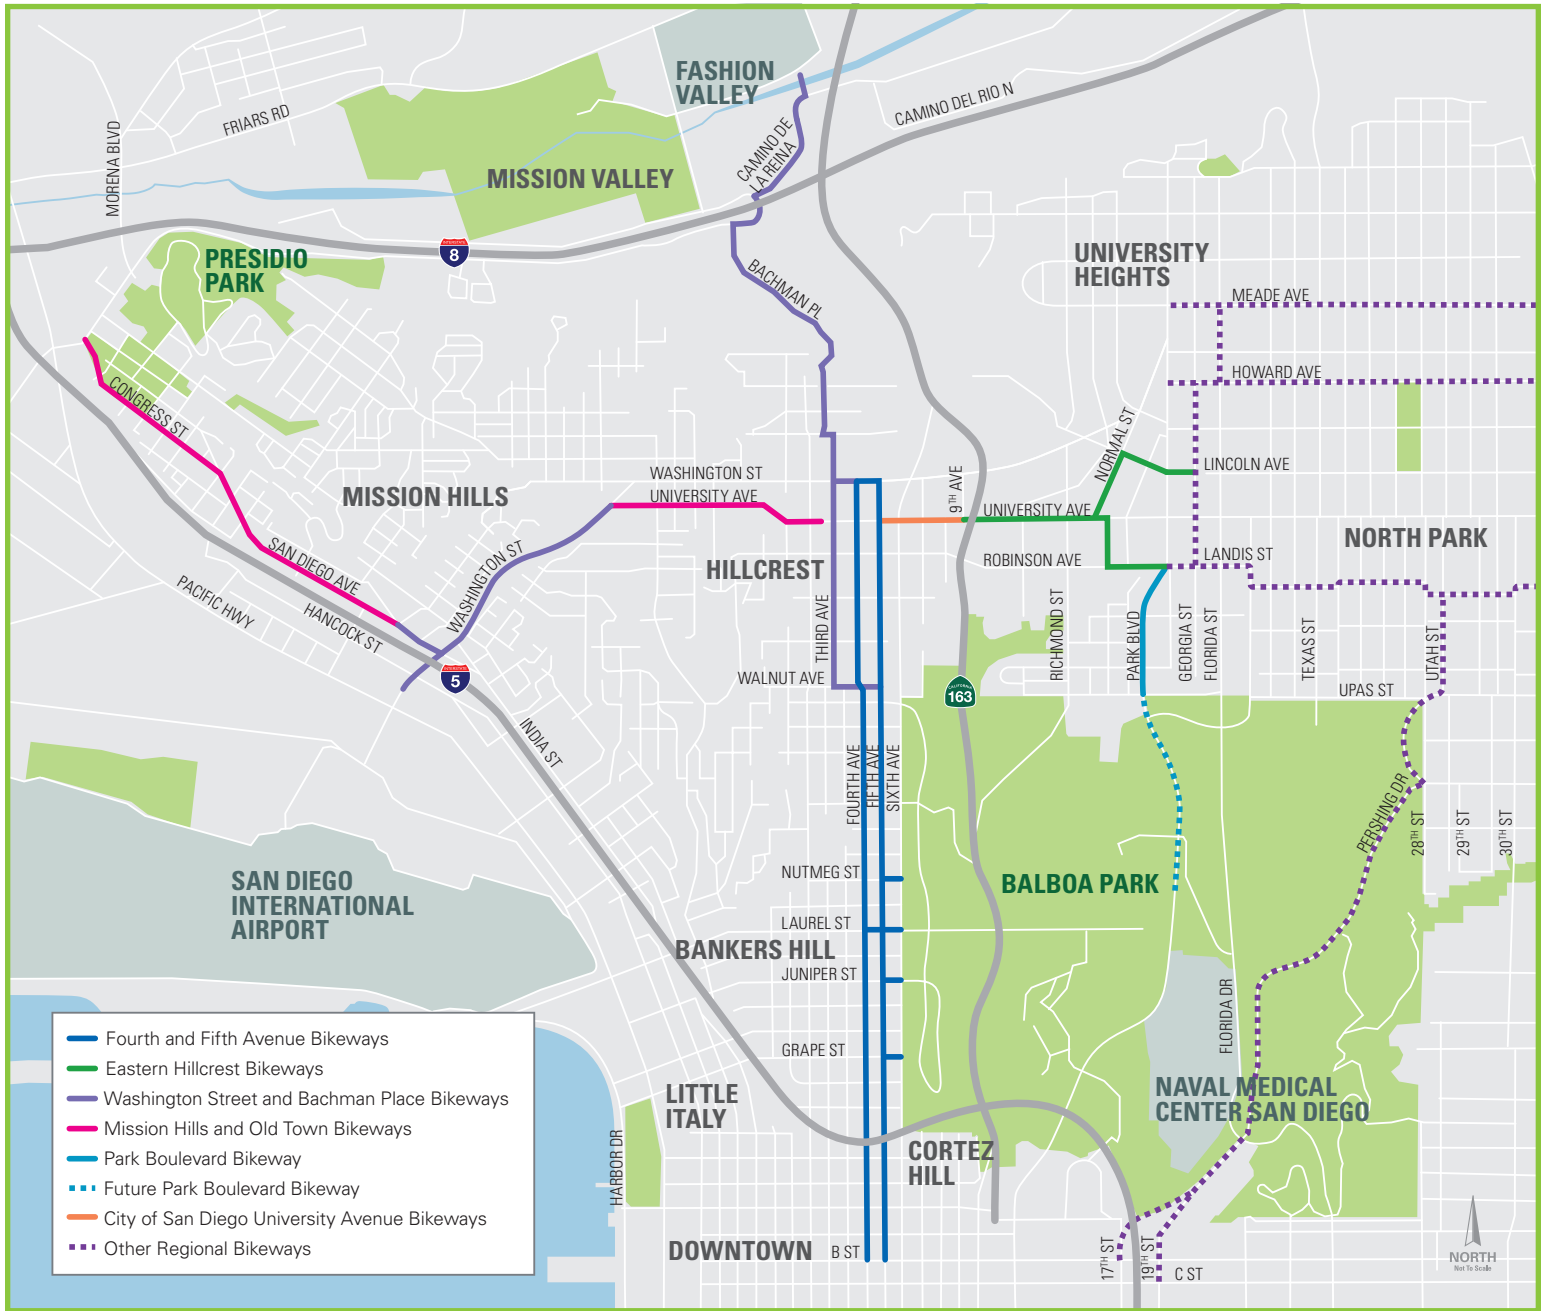 FASHION
VALLEY
CAMINO DEL RIO N
FRIARS RD
MORENA BLVD
CAMINO DE
LA REINA
MISSION VALLEY
INTERSTATE
8
PRESIDIO
PARK
UNIVERSITY
HEIGHTS
BACHMAN PL
MEADE AVE
HOWARD AVE
CONGRESS ST
NORMAL ST
LINCOLN AVE
WASHINGTON ST
UNIVERSITY AVE
9TH AVE
UNIVERSITY AVE
MISSION HILLS
NORTH PARK
SAN DIEGO AVE
WASHINGTON ST
HILLCREST
ROBINSON AVE
LANDIS ST
PACIFIC HWY
HANCOCK ST
THIRD AVE
RICHMOND ST
PARK BLVD
GEORGIA ST
FLORIDA ST
TEXAS ST
UTAH ST
INTERSTATE
5
WALNUT AVE
CALIFORNIA
163
UPAS ST
INDIA ST
FOURTH AVE
FIFTH AVE
SIXTH AVE
PERSHING DR
28TH ST
29TH ST
30TH ST
NUTMEG ST
BALBOA PARK
SAN DIEGO
INTERNATIONAL
AIRPORT
LAUREL ST
BANKERS HILL
JUNIPER ST
FLORIDA DR
GRAPE ST
LITTLE
ITALY
NAVAL MEDICAL
CENTER SAN DIEGO
HARBOR DR
CORTEZ
HILL
DOWNTOWN
B ST
17TH ST
19TH ST
C ST
Fourth and Fifth Avenue Bikeways
Eastern Hillcrest Bikeways
Washington Street and Bachman Place Bikeways
Mission Hills and Old Town Bikeways
Park Boulevard Bikeway
Future Park Boulevard Bikeway
City of San Diego University Avenue Bikeways
Other Regional Bikeways
NORTH
Not To Scale